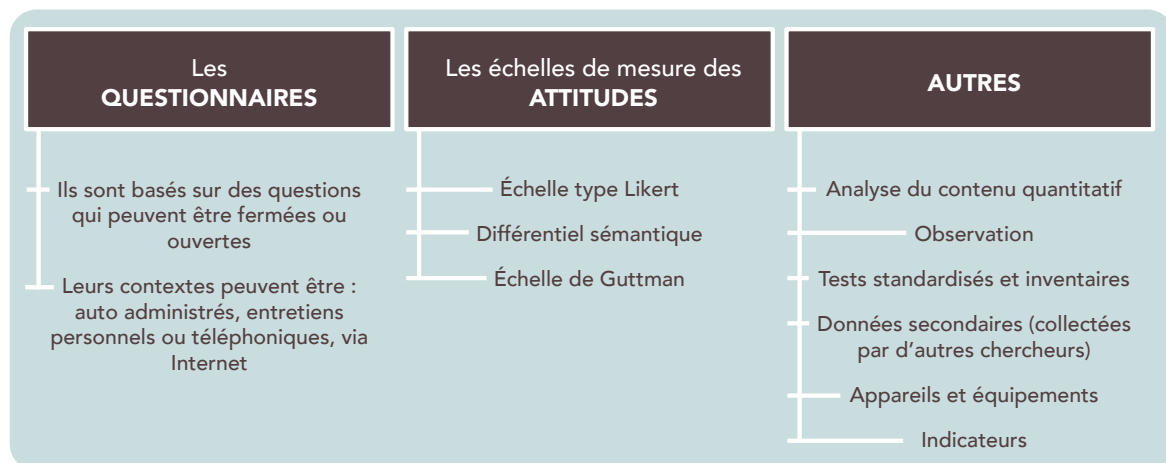 Les
QUESTIONNAIRES
Ils sont basés sur des questions
qui peuvent être fermées ou
ouvertes
Leurs contextes peuvent être :
auto administrés, entretiens
personnels ou téléphoniques, via
Internet
Les échelles de mesure des
ATTITUDES
Échelle type Likert
Différentiel sémantique
Échelle de Guttman
AUTRES
Analyse du contenu quantitatif
Observation
Tests standardisés et inventaires
Données secondaires (collectées
par d’autres chercheurs)
Appareils et équipements
Indicateurs